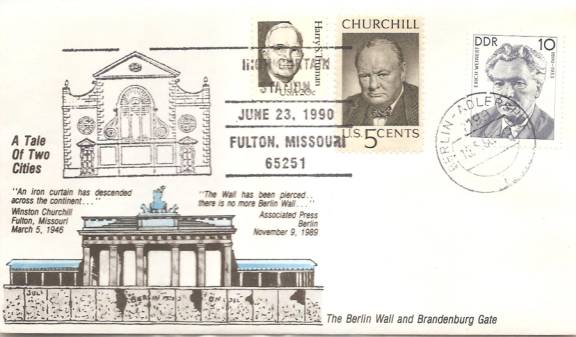 Harry S. Truman
USA 20c
CHURCHILL
U.S. 5 CENTS
DDR 10
IRON CURTAIN
STATION
JUNE 23, 1990
FULTON, MISSOURI
65251
BERLIN-ADLERSHOF
A Tale
Of Two
Cities
"An iron curtain has descended
across the continent..."
Winston Churchill
Fulton, Missouri
March 5, 1946
"The Wall has been pierced..
there is no more Berlin Wall..."
Associated Press
Berlin
November 9, 1989
The Berlin Wall and Brandenburg Gate